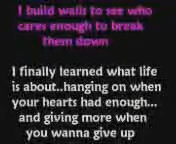 I build walls to see who
cares enough to break
them down
I finally learned what life
is about..hanging on when
your hearts had enough...
and giving more when
you wanna give up